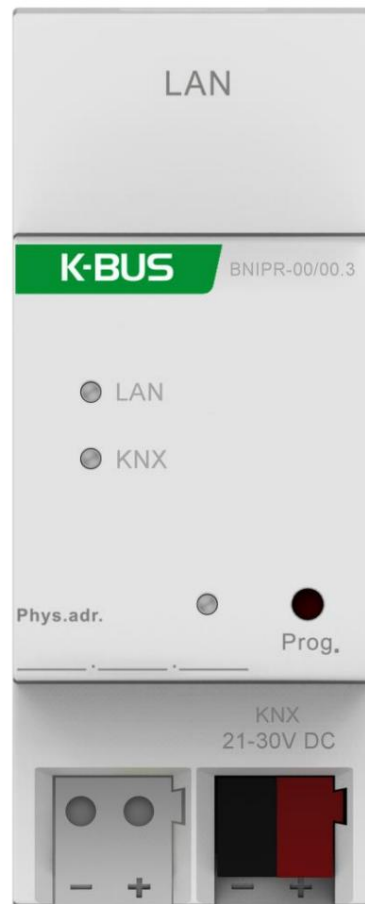 LAN
K-BUS BNIPR-00/00.3
LAN
KNX
Phys.adr.
Prog.
KNX
21-30V DC
- + - +